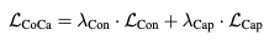 ℒ_CoCa = λ_Con · ℒ_Con + λ_Cap · ℒ_Cap